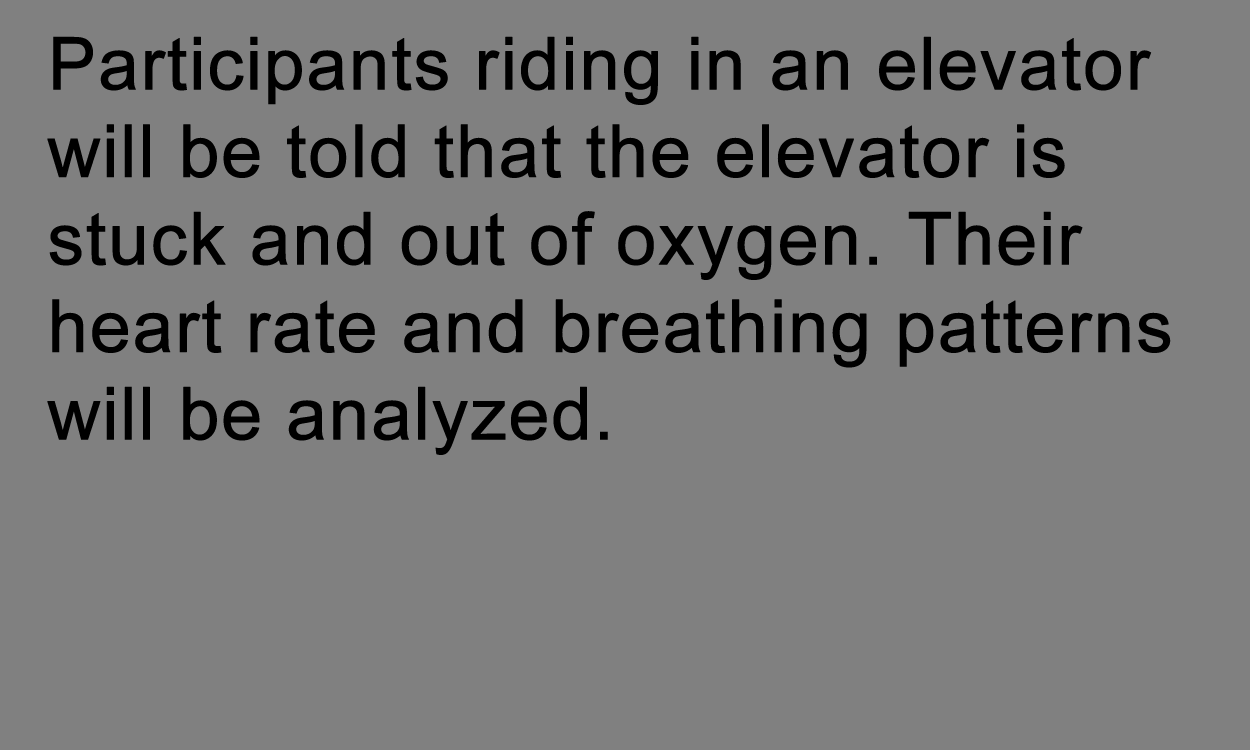 Participants riding in an elevator
will be told that the elevator is
stuck and out of oxygen. Their
heart rate and breathing patterns
will be analyzed.